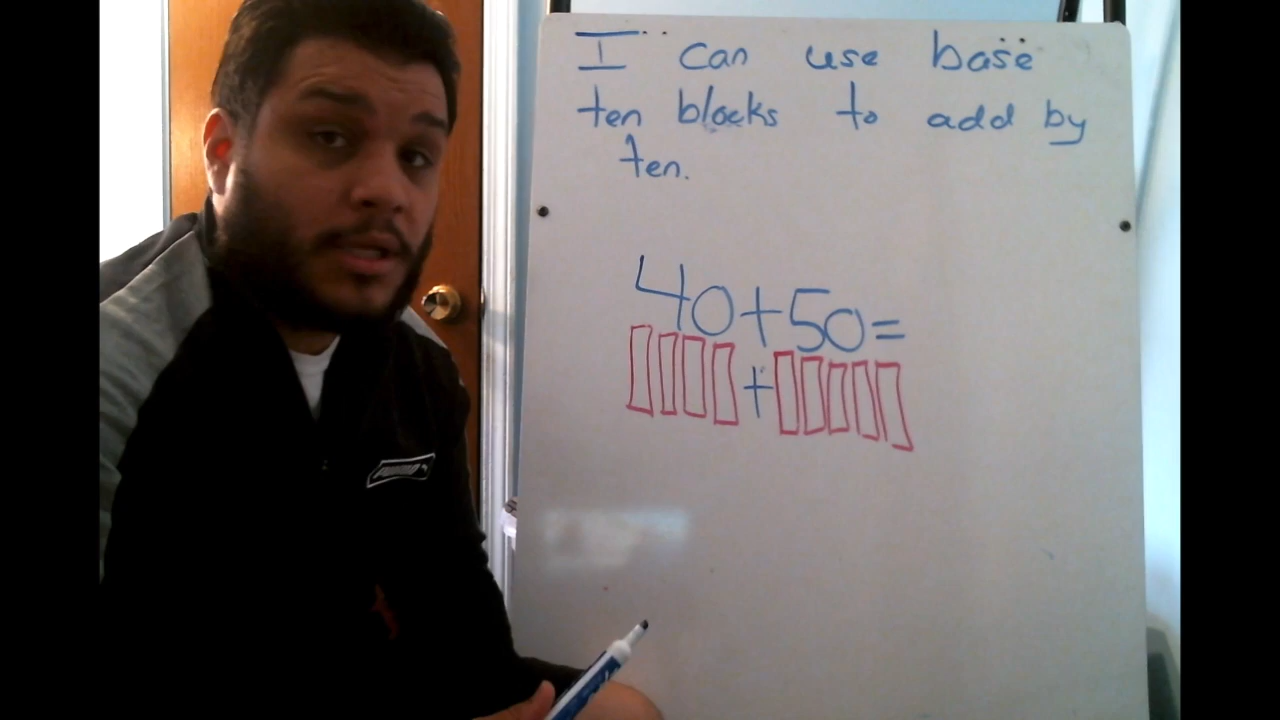 I can use base
ten blocks to add by
ten.
40+50=
+